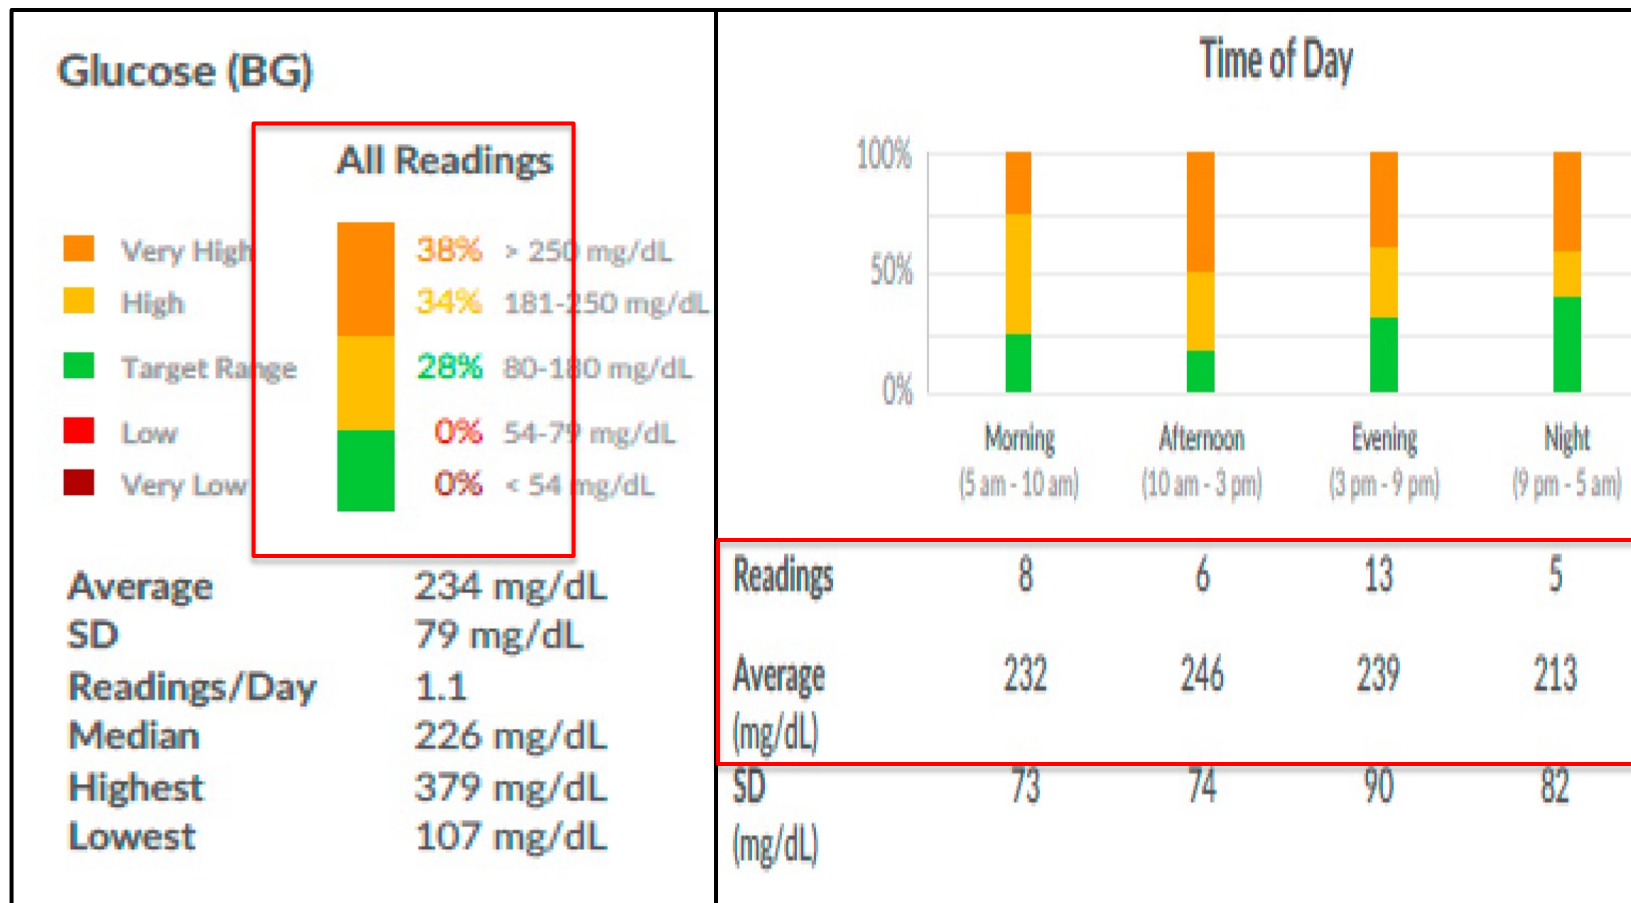 Glucose (BG)
All Readings
Very High 38% > 250 mg/dL
High 34% 181-250 mg/dL
Target Range 28% 80-180 mg/dL
Low 0% 54-79 mg/dL
Very Low 0% < 54 mg/dL
Average 234 mg/dL
SD 79 mg/dL
Readings/Day 1.1
Median 226 mg/dL
Highest 379 mg/dL
Lowest 107 mg/dL
Time of Day
100%
50%
0%
Morning Afternoon Evening Night
(5 am - 10 am) (10 am - 3 pm) (3 pm - 9 pm) (9 pm - 5 am)
Readings 8 6 13 5
Average 232 246 239 213
(mg/dL)
SD 73 74 90 82
(mg/dL)